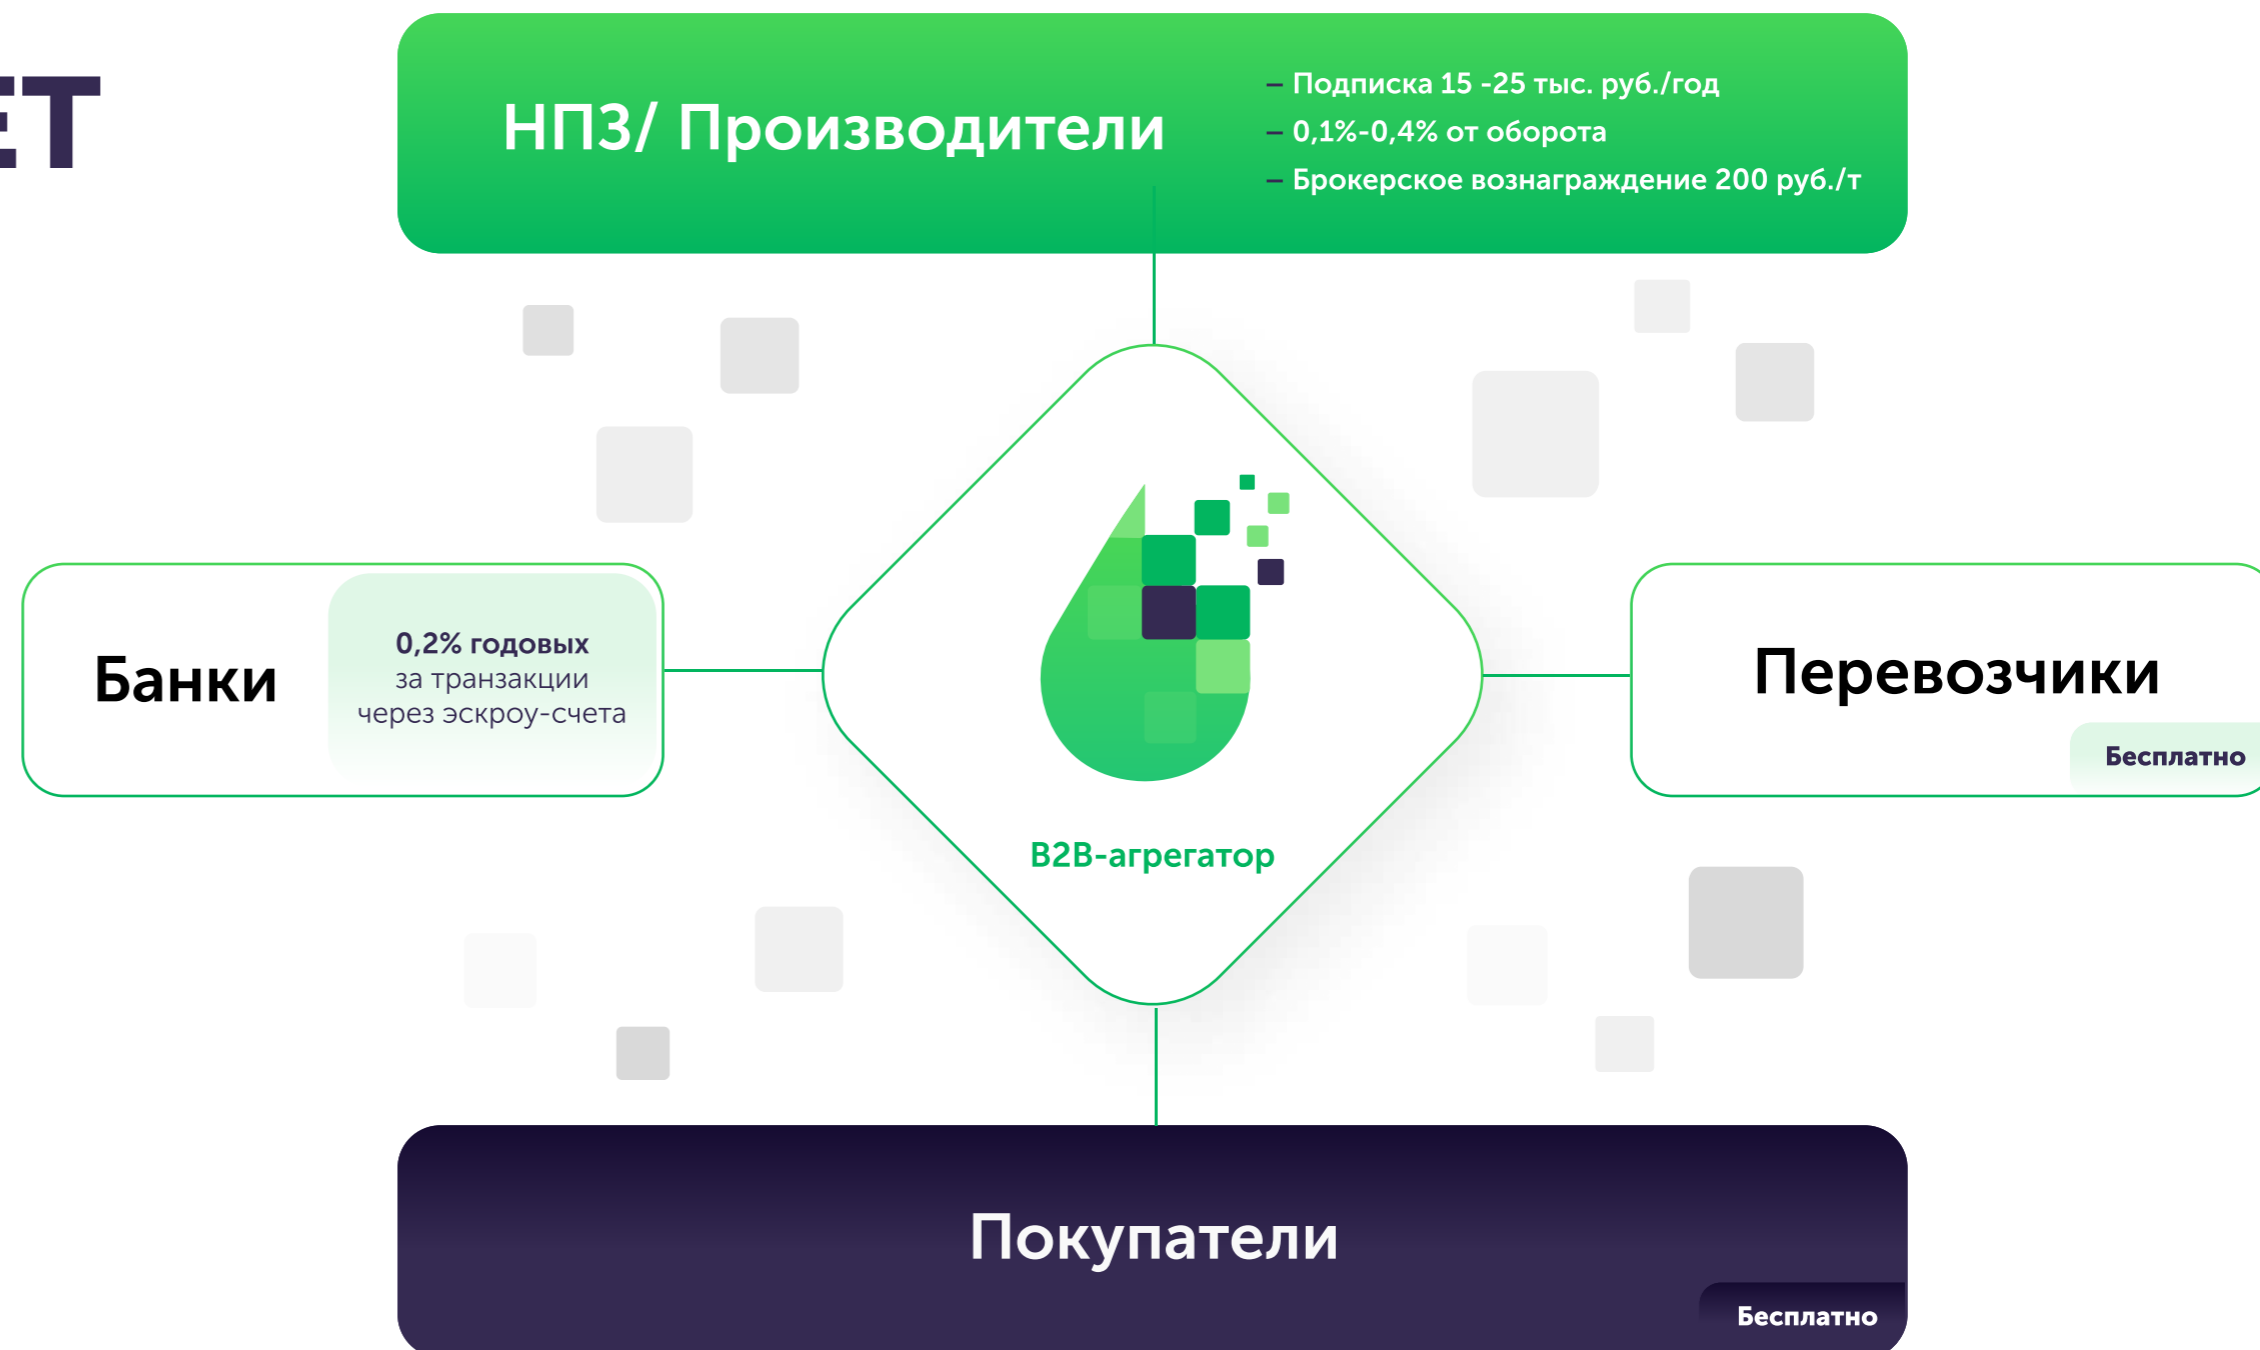 ЕТ
НПЗ/ Производители
– Подписка 15 -25 тыс. руб./год
– 0,1%-0,4% от оборота
– Брокерское вознаграждение 200 руб./т
Банки
0,2% годовых
за транзакции
через эскроу-счета
B2B-агрегатор
Перевозчики
Бесплатно
Покупатели
Бесплатно